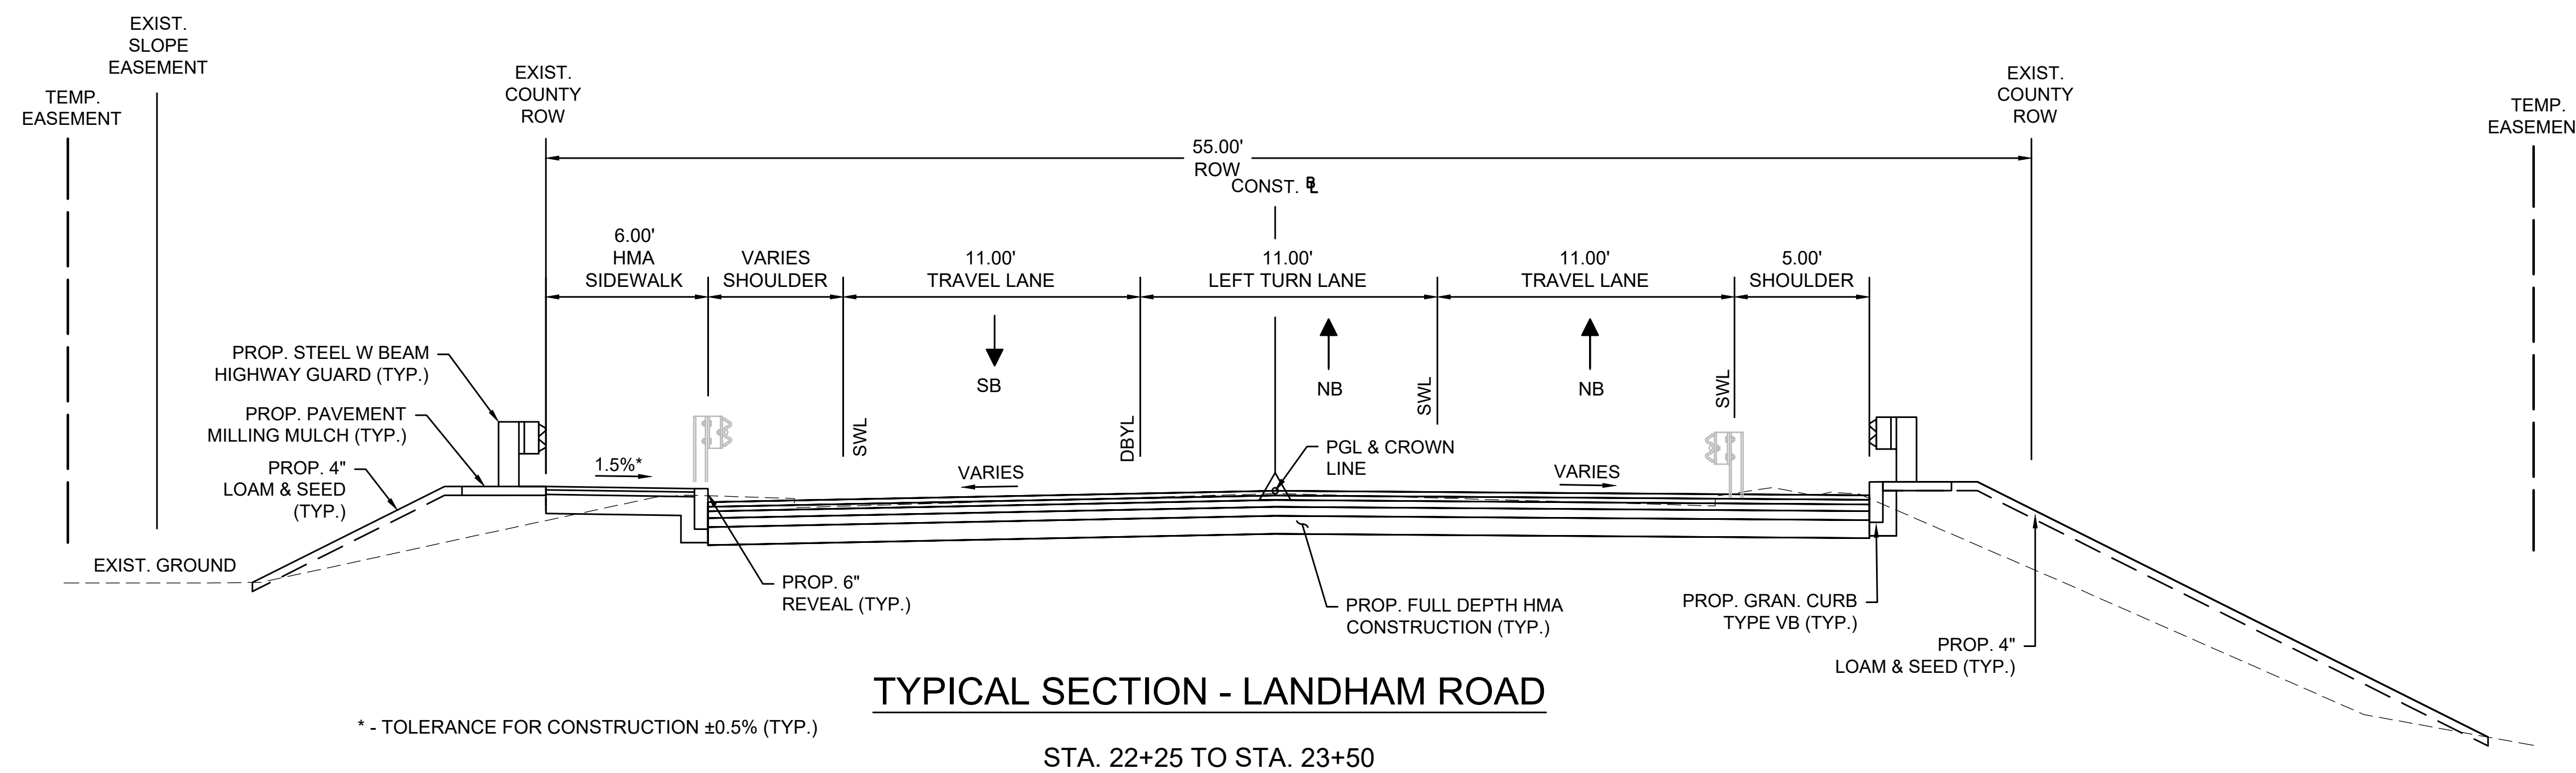 EXIST.
SLOPE
EASEMENT
TEMP.
EASEMENT
EXIST.
COUNTY
ROW
EXIST.
COUNTY
ROW
TEMP.
EASEMEN
55.00'
ROW
CONST. BL
6.00'
HMA
SIDEWALK
VARIES
SHOULDER
11.00'
TRAVEL LANE
11.00'
LEFT TURN LANE
11.00'
TRAVEL LANE
5.00'
SHOULDER
SB
NB
NB
SWL
DBYL
SWL
SWL
PROP. STEEL W BEAM
HIGHWAY GUARD (TYP.)
PROP. PAVEMENT
MILLING MULCH (TYP.)
PROP. 4"
LOAM & SEED
(TYP.)
EXIST. GROUND
1.5%*
VARIES
PGL & CROWN
LINE
VARIES
PROP. 6"
REVEAL (TYP.)
PROP. FULL DEPTH HMA
CONSTRUCTION (TYP.)
PROP. GRAN. CURB
TYPE VB (TYP.)
PROP. 4"
LOAM & SEED (TYP.)
TYPICAL SECTION - LANDHAM ROAD
* - TOLERANCE FOR CONSTRUCTION ±0.5% (TYP.)
STA. 22+25 TO STA. 23+50